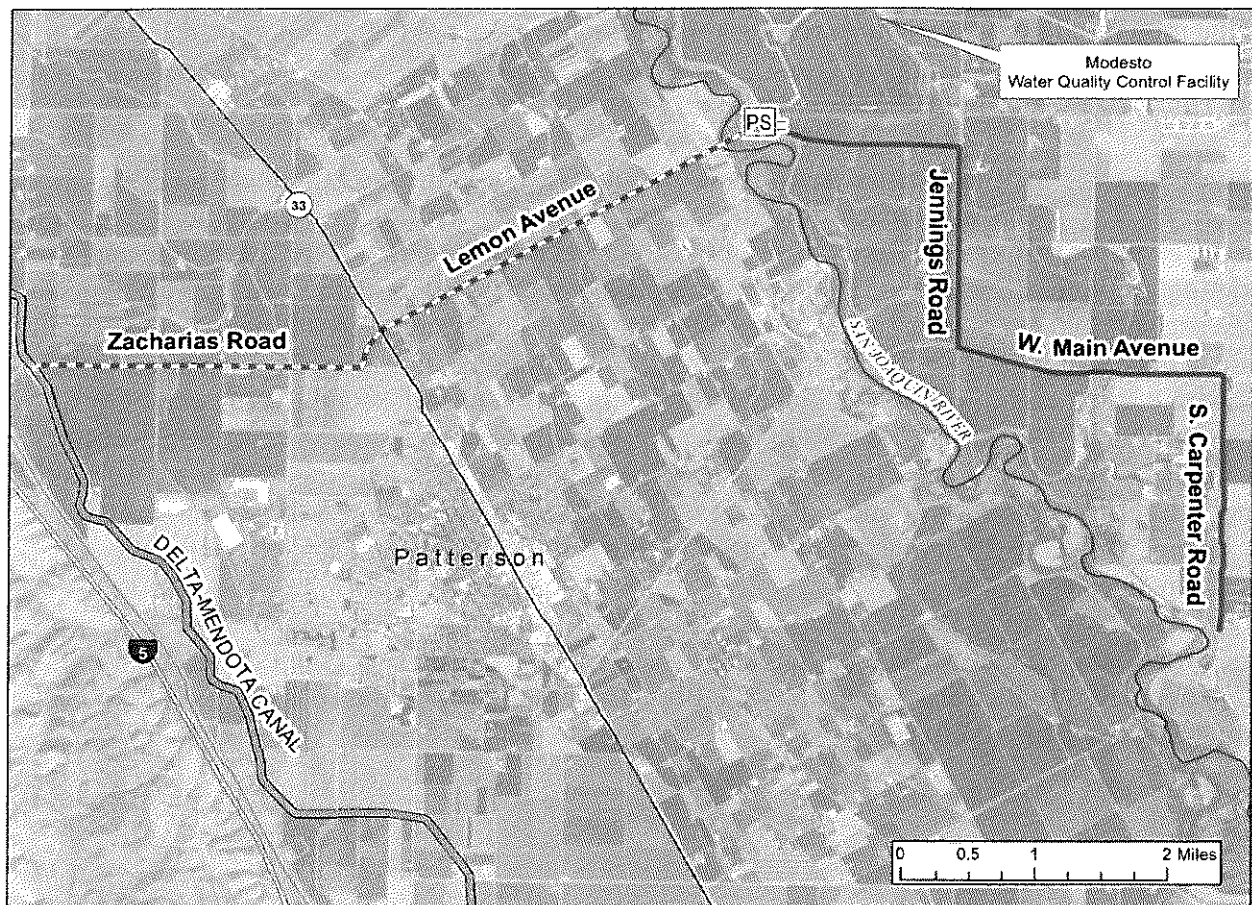 Modesto
Water Quality Control Facility
PS
33
Lemon Avenue
Jennings Road
Zacharias Road
W. Main Avenue
SAN JOAQUIN RIVER
S. Carpenter Road
Patterson
DELTA-MENDOTA CANAL
5
0 0.5 1 2 Miles